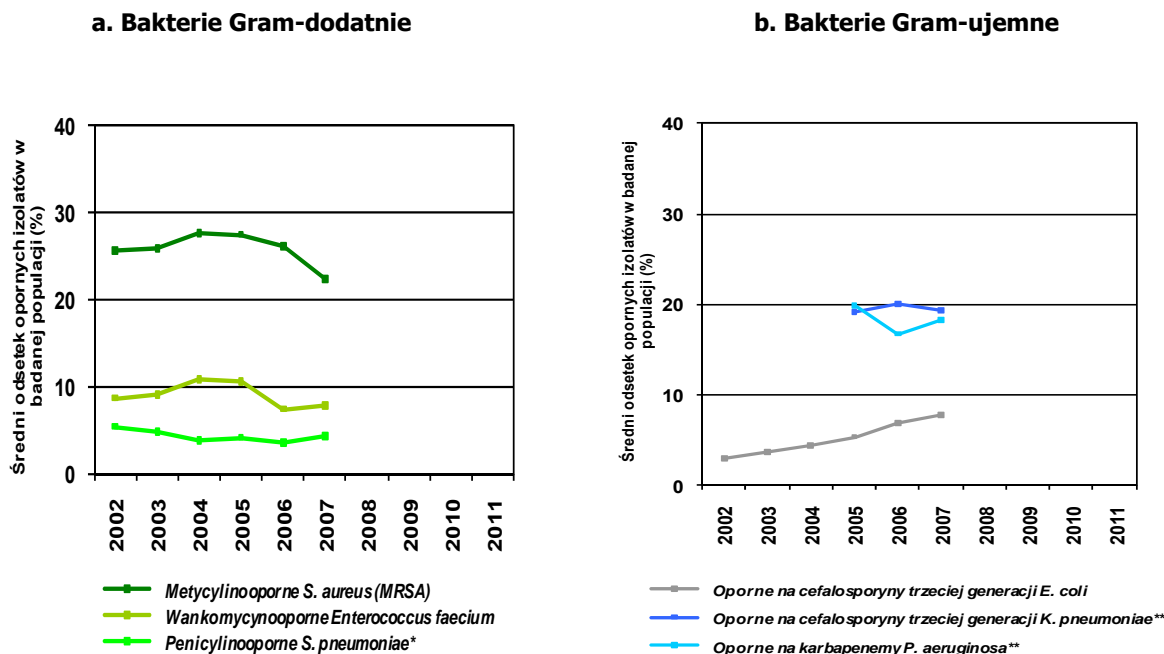 a. Bakterie Gram-dodatnie
Średni odsetek opornych izolatów w
badanej populacji (%)
40
30
20
10
0
2002
2003
2004
2005
2006
2007
2008
2009
2010
2011
Metycylinooporne S. aureus (MRSA)
Wankomycynooporne Enterococcus faecium
Penicylinooporne S. pneumoniae*
b. Bakterie Gram-ujemne
Średni odsetek opornych izolatów w badanej
populacji (%)
40
30
20
10
0
2002
2003
2004
2005
2006
2007
2008
2009
2010
2011
Oporne na cefalosporyny trzeciej generacji E. coli
Oporne na cefalosporyny trzeciej generacji K. pneumoniae**
Oporne na karbapenemy P. aeruginosa**